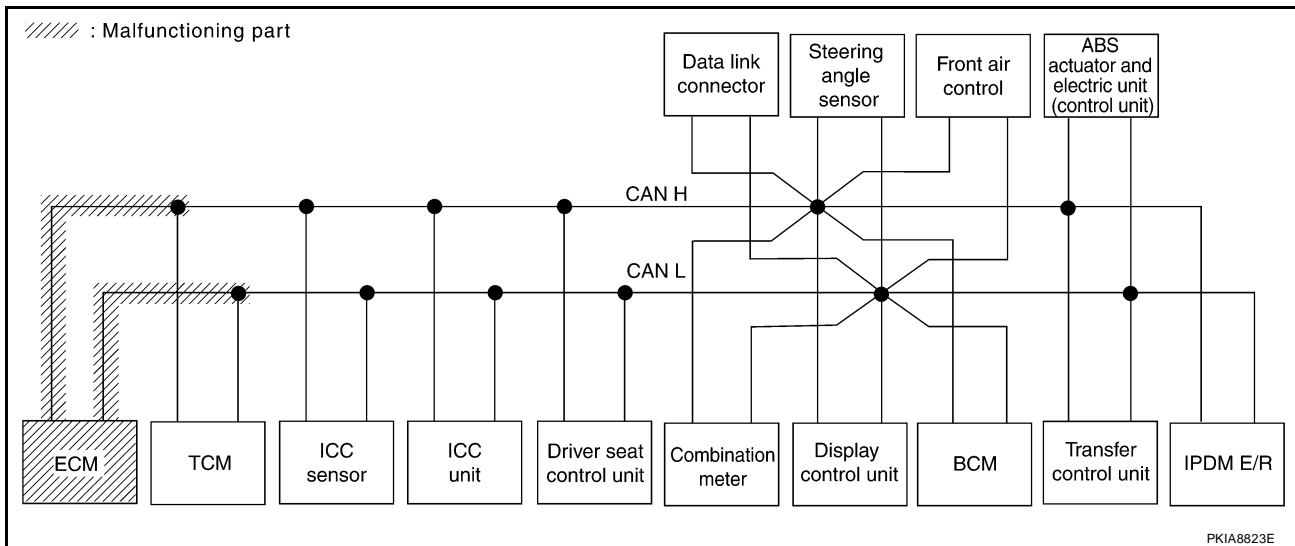 : Malfunctioning part
Data link
connector
Steering
angle
sensor
Front air
control
ABS
actuator and
electric unit
(control unit)
CAN H
CAN L
ECM
TCM
ICC
sensor
ICC
unit
Driver seat
control unit
Combination
meter
Display
control unit
BCM
Transfer
control unit
IPDM E/R
PKIA8823E